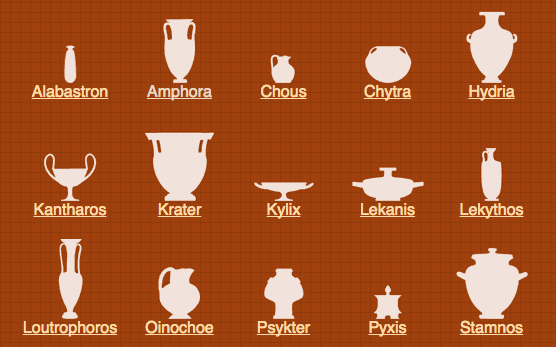 Alabastron Amphora Chous Chytra Hydria
Kantharos Krater Kylix Lekanis Lekythos
Loutrophoros Oinochoe Psykter Pyxis Stamnos